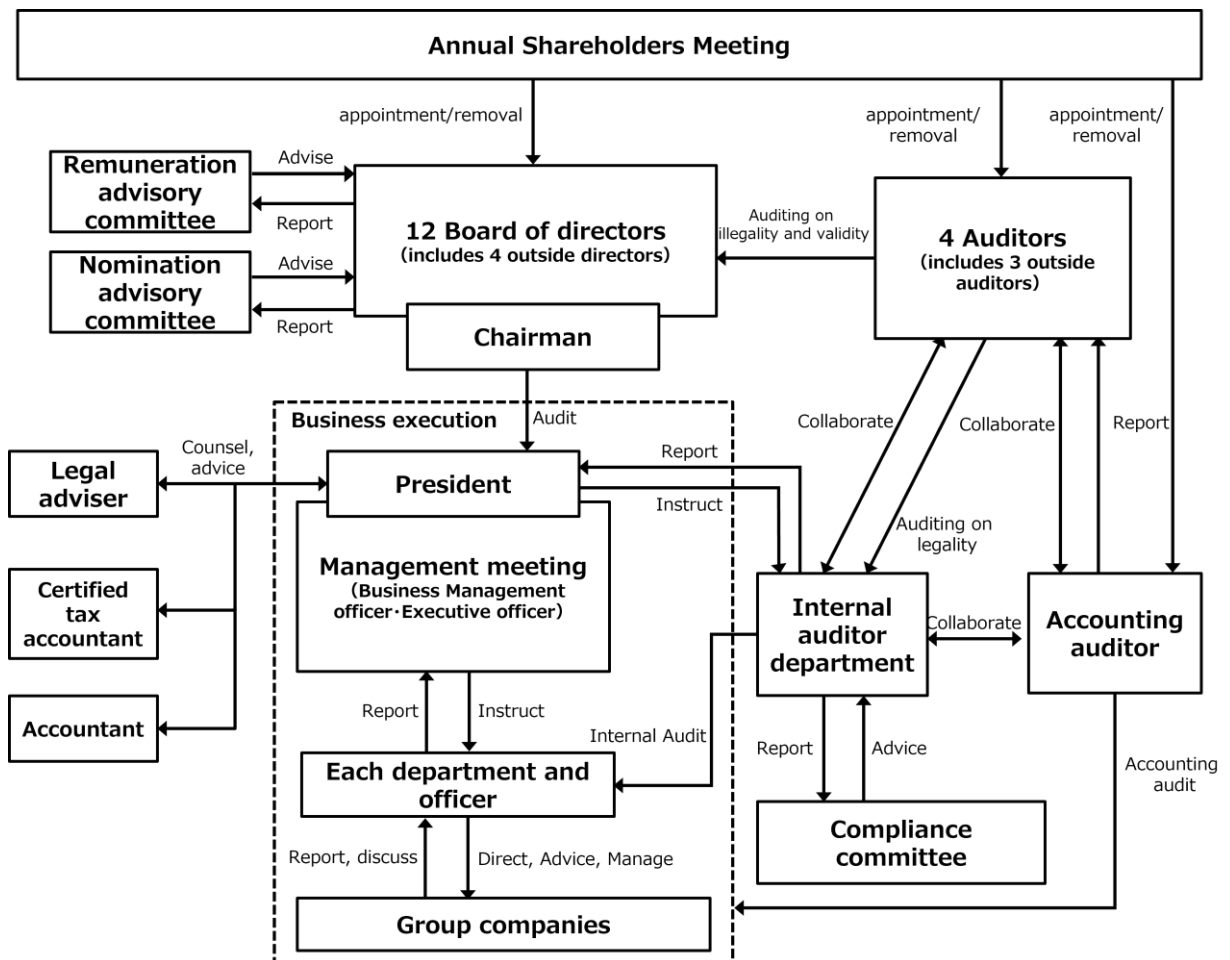 Annual Shareholders Meeting
appointment/removal
appointment/
removal
appointment/
removal
Remuneration
advisory
committee
Advise
Report
Nomination
advisory
committee
Advise
Report
12 Board of directors
(includes 4 outside directors)
Chairman
Auditing on
illegality and validity
4 Auditors
(includes 3 outside
auditors)
Business execution
Audit
Collaborate
Collaborate
Report
Legal
adviser
Counsel,
advice
President
Report
Instruct
Auditing on
legality
Management meeting
(Business Management
officer・Executive officer)
Certified
tax
accountant
Internal
auditor
department
Collaborate
Accounting
auditor
Accountant
Report
Instruct
Internal Audit
Report
Advice
Accounting
audit
Each department and
officer
Compliance
committee
Report, discuss
Direct, Advice, Manage
Group companies